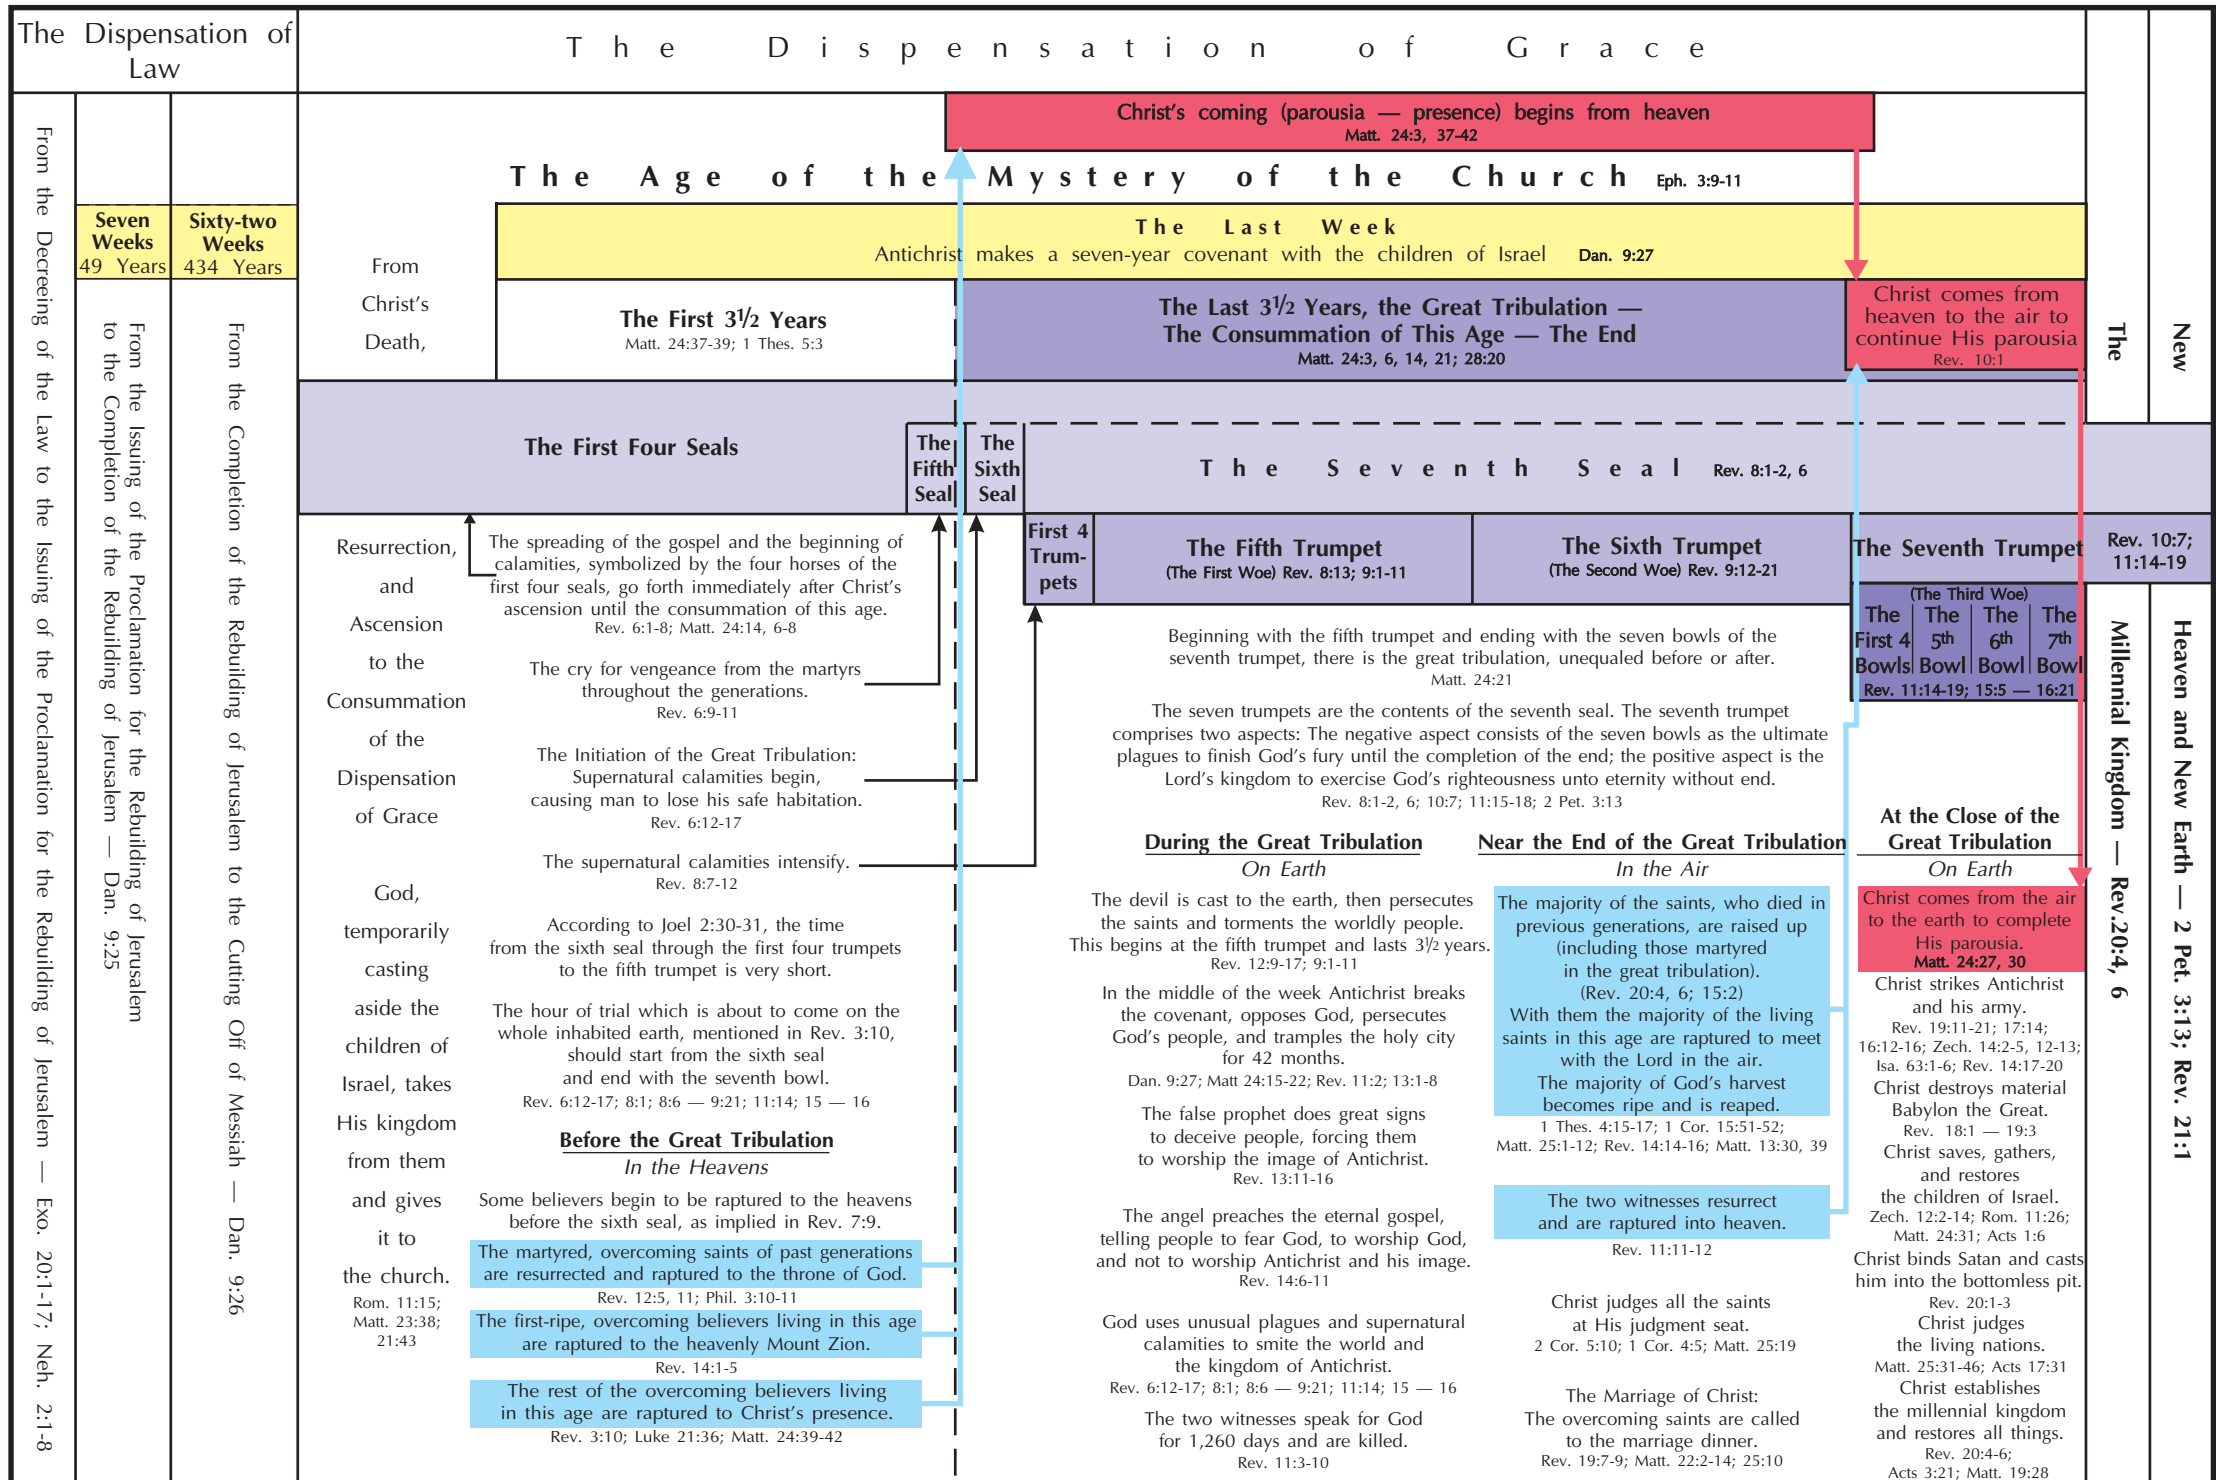 The Dispensation of
Law
The Dispensation of Grace
Christ's coming (parousia — presence) begins from heaven
Matt. 24:3, 37-42
The Age of the Mystery of the Church Eph. 3:9-11
Seven
Weeks
49 Years
Sixty-two
Weeks
434 Years
The Last Week
Antichrist makes a seven-year covenant with the children of Israel Dan. 9:27
From the Decreeing of the Law to the Issuing of the Proclamation for the Rebuilding of Jerusalem — Exo. 20:1-17; Neh. 2:1-8
From the Issuing of the Proclamation for the Rebuilding of Jerusalem
to the Completion of the Rebuilding of Jerusalem — Dan. 9:25
From the Completion of the Rebuilding of Jerusalem to the Cutting Off of Messiah — Dan. 9:26
From
Christ's
Death,
Resurrection,
and
Ascension
to the
Consummation
of the
Dispensation
of Grace
God,
temporarily
casting
aside the
children of
Israel, takes
His kingdom
from them
and gives
it to
the church.
Rom. 11:15;
Matt. 23:38;
21:43
The First 3½ Years
Matt. 24:37-39; 1 Thes. 5:3
The Last 3½ Years, the Great Tribulation —
The Consummation of This Age — The End
Matt. 24:3, 6, 14, 21; 28:20
Christ comes from
heaven to the air to
continue His parousia
Rev. 10:1
The First Four Seals
The
Fifth
Seal
The
Sixth
Seal
The Seventh Seal Rev. 8:1-2, 6
First 4
Trum-
pets
The Fifth Trumpet
(The First Woe) Rev. 8:13; 9:1-11
The Sixth Trumpet
(The Second Woe) Rev. 9:12-21
The Seventh Trumpet
Rev. 10:7;
11:14-19
(The Third Woe)
The
First 4
Bowls
The
5th
Bowl
The
6th
Bowl
The
7th
Bowl
Rev. 11:14-19; 15:5 — 16:21
The spreading of the gospel and the beginning of
calamities, symbolized by the four horses of the
first four seals, go forth immediately after Christ's
ascension until the consummation of this age.
Rev. 6:1-8; Matt. 24:14, 6-8
The cry for vengeance from the martyrs
throughout the generations.
Rev. 6:9-11
The Initiation of the Great Tribulation:
Supernatural calamities begin,
causing man to lose his safe habitation.
Rev. 6:12-17
The supernatural calamities intensify.
Rev. 8:7-12
According to Joel 2:30-31, the time
from the sixth seal through the first four trumpets
to the fifth trumpet is very short.
The hour of trial which is about to come on the
whole inhabited earth, mentioned in Rev. 3:10,
should start from the sixth seal
and end with the seventh bowl.
Rev. 6:12-17; 8:1; 8:6 — 9:21; 11:14; 15 — 16
Before the Great Tribulation
In the Heavens
Some believers begin to be raptured to the heavens
before the sixth seal, as implied in Rev. 7:9.
The martyred, overcoming saints of past generations
are resurrected and raptured to the throne of God.
Rev. 12:5, 11; Phil. 3:10-11
The first-ripe, overcoming believers living in this age
are raptured to the heavenly Mount Zion.
Rev. 14:1-5
The rest of the overcoming believers living
in this age are raptured to Christ's presence.
Rev. 3:10; Luke 21:36; Matt. 24:39-42
Beginning with the fifth trumpet and ending with the seven bowls of the
seventh trumpet, there is the great tribulation, unequaled before or after.
Matt. 24:21
The seven trumpets are the contents of the seventh seal. The seventh trumpet
comprises two aspects: The negative aspect consists of the seven bowls as the ultimate
plagues to finish God's fury until the completion of the end; the positive aspect is the
Lord's kingdom to exercise God's righteousness unto eternity without end.
Rev. 8:1-2, 6; 10:7; 11:15-18; 2 Pet. 3:13
During the Great Tribulation
On Earth
The devil is cast to the earth, then persecutes
the saints and torments the worldly people.
This begins at the fifth trumpet and lasts 3½ years.
Rev. 12:9-17; 9:1-11
In the middle of the week Antichrist breaks
the covenant, opposes God, persecutes
God's people, and tramples the holy city
for 42 months.
Dan. 9:27; Matt 24:15-22; Rev. 11:2; 13:1-8
The false prophet does great signs
to deceive people, forcing them
to worship the image of Antichrist.
Rev. 13:11-16
The angel preaches the eternal gospel,
telling people to fear God, to worship God,
and not to worship Antichrist and his image.
Rev. 14:6-11
God uses unusual plagues and supernatural
calamities to smite the world and
the kingdom of Antichrist.
Rev. 6:12-17; 8:1; 8:6 — 9:21; 11:14; 15 — 16
The two witnesses speak for God
for 1,260 days and are killed.
Rev. 11:3-10
Near the End of the Great Tribulation
In the Air
The majority of the saints, who died in
previous generations, are raised up
(including those martyred
in the great tribulation).
(Rev. 20:4, 6; 15:2)
With them the majority of the living
saints in this age are raptured to meet
with the Lord in the air.
The majority of God's harvest
becomes ripe and is reaped.
1 Thes. 4:15-17; 1 Cor. 15:51-52;
Matt. 25:1-12; Rev. 14:14-16; Matt. 13:30, 39
The two witnesses resurrect
and are raptured into heaven.
Rev. 11:11-12
Christ judges all the saints
at His judgment seat.
2 Cor. 5:10; 1 Cor. 4:5; Matt. 25:19
The Marriage of Christ:
The overcoming saints are called
to the marriage dinner.
Rev. 19:7-9; Matt. 22:2-14; 25:10
At the Close of the
Great Tribulation
On Earth
Christ comes from the air
to the earth to complete
His parousia.
Matt. 24:27, 30
Christ strikes Antichrist
and his army.
Rev. 19:11-21; 17:14;
16:12-16; Zech. 14:2-5, 12-13;
Isa. 63:1-6; Rev. 14:17-20
Christ destroys material
Babylon the Great.
Rev. 18:1 — 19:3
Christ saves, gathers,
and restores
the children of Israel.
Zech. 12:2-14; Rom. 11:26;
Matt. 24:31; Acts 1:6
Christ binds Satan and casts
him into the bottomless pit.
Rev. 20:1-3
Christ judges
the living nations.
Matt. 25:31-46; Acts 17:31
Christ establishes
the millennial kingdom
and restores all things.
Rev. 20:4-6;
Acts 3:21; Matt. 19:28
The Millennial Kingdom — Rev.20:4, 6
New Heaven and New Earth — 2 Pet. 3:13; Rev. 21:1